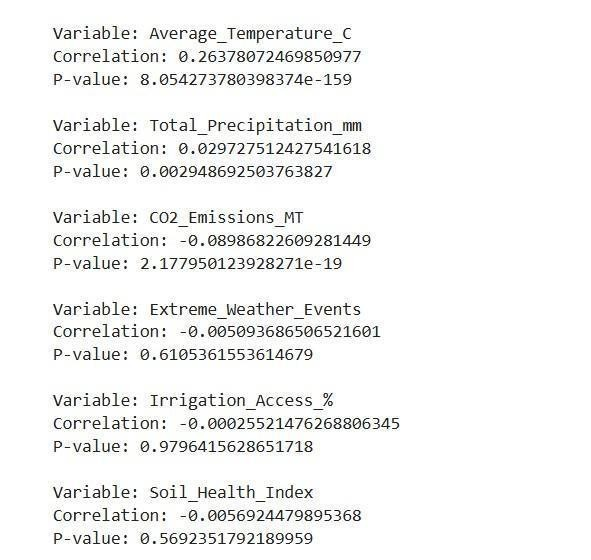 Variable: Average_Temperature_C
Correlation: 0.26378072469850977
P-value: 8.054273780398374e-159
Variable: Total_Precipitation_mm
Correlation: 0.029727512427541618
P-value: 0.002948692503763827
Variable: CO2_Emissions_MT
Correlation: -0.08986822609281449
P-value: 2.177950123928271e-19
Variable: Extreme_Weather_Events
Correlation: -0.005093686506521601
P-value: 0.6105361553614679
Variable: Irrigation_Access_%
Correlation: -0.00025521476268806345
P-value: 0.9796415628651718
Variable: Soil_Health_Index
Correlation: -0.0056924479895368
P-value: 0.5692351792189959